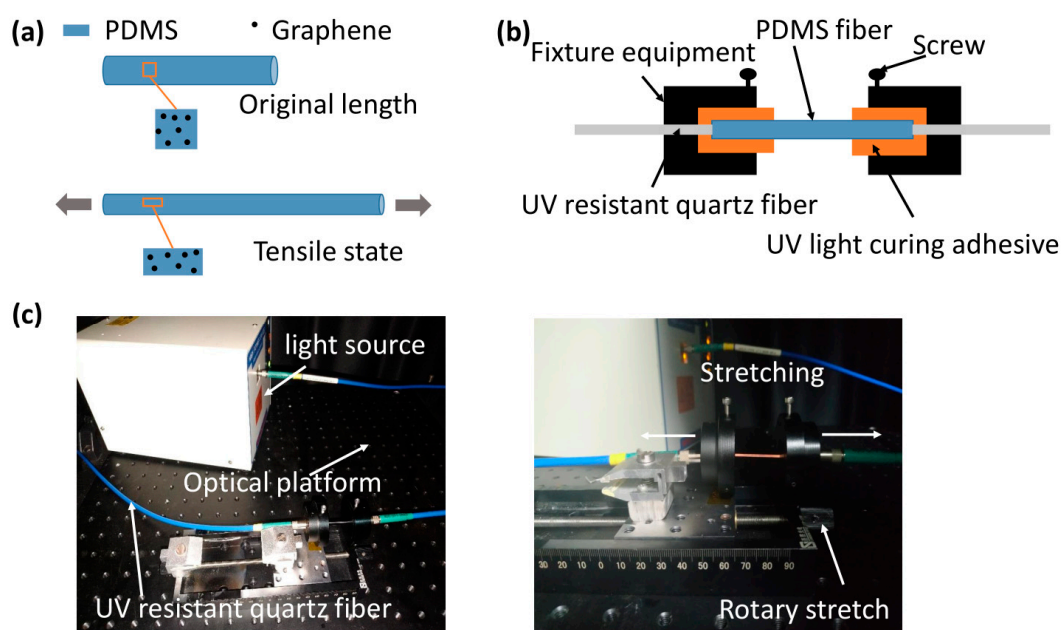 (a)
PDMS
Graphene
Original length
Tensile state
(b)
PDMS fiber
Screw
Fixture equipment
UV resistant quartz fiber
UV light curing adhesive
(c)
light source
Optical platform
UV resistant quartz fiber
Stretching
30 20 10 0 10 20 30 40 50 60 70 80 90
Rotary stretch